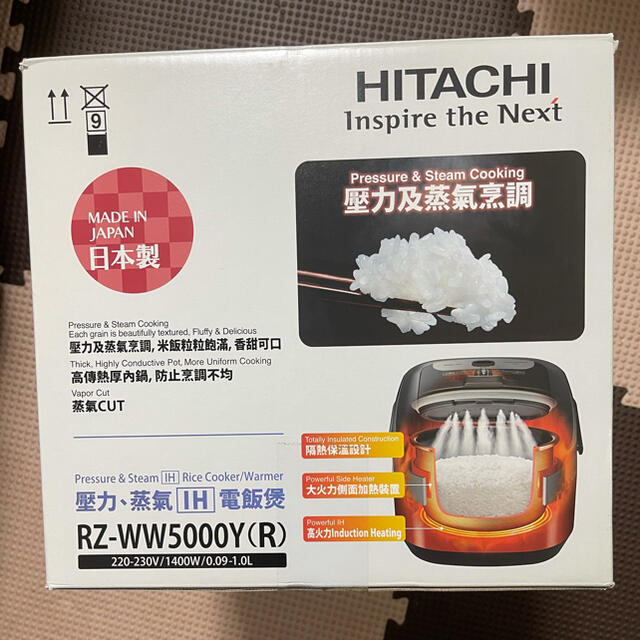 9
HITACHI
Inspire the Next
MADE IN
JAPAN
日本製
Pressure & Steam Cooking
壓力及蒸氣烹調
Pressure & Steam Cooking
Each grain is beautifully textured, Fluffy & Delicious
壓力及蒸氣烹調, 米飯粒粒飽滿, 香甜可口
Thick, Highly Conductive Pot, More Uniform Cooking
高傳熱厚內鍋, 防止烹調不均
Vapor Cut
蒸氣CUT
Totally Insulated Construction
隔熱保溫設計
Powerful Side Heater
大火力側面加熱裝置
Powerful IH
高火力Induction Heating
Pressure & Steam IH Rice Cooker/Warmer
壓力、蒸氣 IH 電飯煲
RZ-WW5000Y(R)
220-230V/1400W/0.09-1.0L